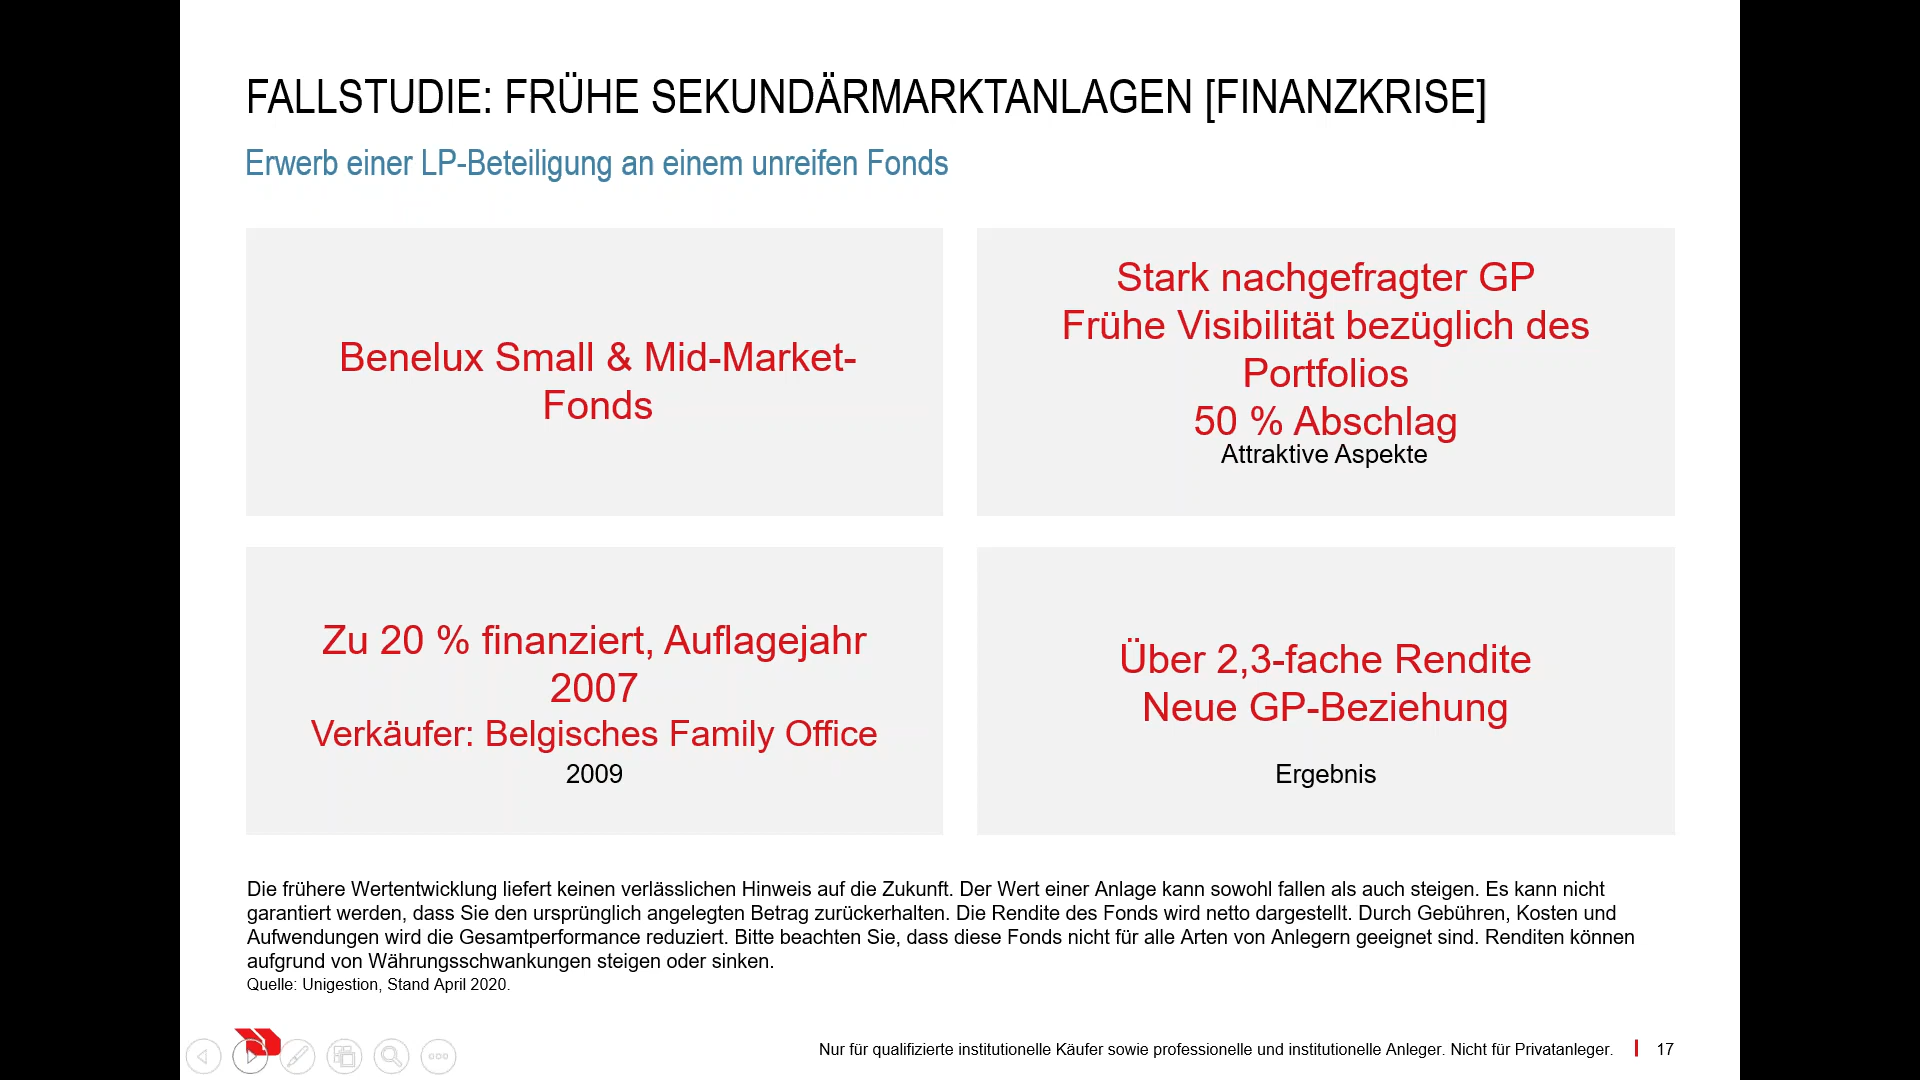 FALLSTUDIE: FRÜHE SEKUNDÄRMARKTANLAGEN [FINANZKRISE]
Erwerb einer LP-Beteiligung an einem unreifen Fonds
Benelux Small & Mid-Market-
Fonds
Stark nachgefragter GP
Frühe Visibilität bezüglich des
Portfolios
50 % Abschlag
Attraktive Aspekte
Zu 20 % finanziert, Auflagejahr
2007
Verkäufer: Belgisches Family Office
2009
Über 2,3-fache Rendite
Neue GP-Beziehung
Ergebnis
Die frühere Wertentwicklung liefert keinen verlässlichen Hinweis auf die Zukunft. Der Wert einer Anlage kann sowohl fallen als auch steigen. Es kann nicht
garantiert werden, dass Sie den ursprünglich angelegten Betrag zurückerhalten. Die Rendite des Fonds wird netto dargestellt. Durch Gebühren, Kosten und
Aufwendungen wird die Gesamtperformance reduziert. Bitte beachten Sie, dass diese Fonds nicht für alle Arten von Anlegern geeignet sind. Renditen können
aufgrund von Währungsschwankungen steigen oder sinken.
Quelle: Unigestion, Stand April 2020.
Nur für qualifizierte institutionelle Käufer sowie professionelle und institutionelle Anleger. Nicht für Privatanleger.
17